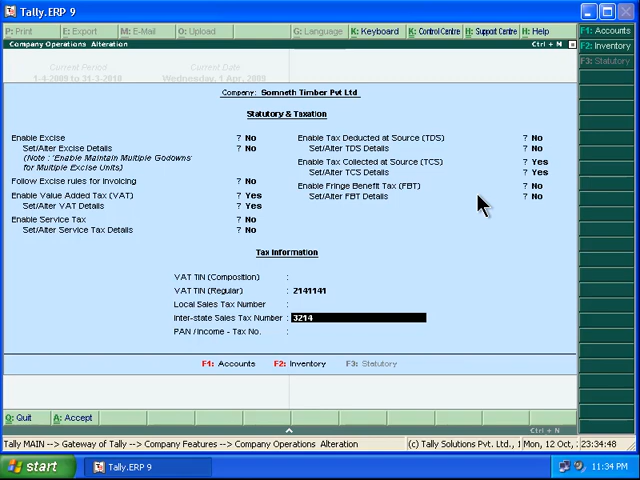 Tally.ERP 9
P: Print E: Export M: E-Mail O: Upload G: Language K: Keyboard K: Control Centre H: Support Centre H: Help
F1: Accounts
Company Operations Alteration Ctrl + M
F2: Inventory
F3: Statutory
Current Period Current Date
1-4-2009 to 31-3-2010 Wednesday, 1 Apr, 2009
Company: Somneth Timber Pvt Ltd
Statutory & Taxation
Enable Excise ? No
Set/Alter Excise Details ? No
(Note : 'Enable Maintain Multiple Godowns'
for Multiple Excise Units)
Follow Excise rules for Invoicing ? No
Enable Value Added Tax (VAT) ? Yes
Set/Alter VAT Details ? Yes
Enable Service Tax ? No
Set/Alter Service Tax Details ? No
Enable Tax Deducted at Source (TDS) ? No
Set/Alter TDS Details ? No
Enable Tax Collected at Source (TCS) ? Yes
Set/Alter TCS Details ? Yes
Enable Fringe Benefit Tax (FBT) ? No
Set/Alter FBT Details ? No
Tax Information
VAT TIN (Composition) :
VAT TIN (Regular) : 2141141
Local Sales Tax Number :
Inter-state Sales Tax Number : 3214
PAN / Income - Tax No. :
F1: Accounts F2: Inventory F3: Statutory
Q: Quit A: Accept
Ctrl + N
Tally MAIN --> Gateway of Tally --> Company Features --> Company Operations Alteration (c) Tally Solutions Pvt. Ltd., Mon, 12 Oct, 23:34:48
start Tally.ERP 9 11:34 PM